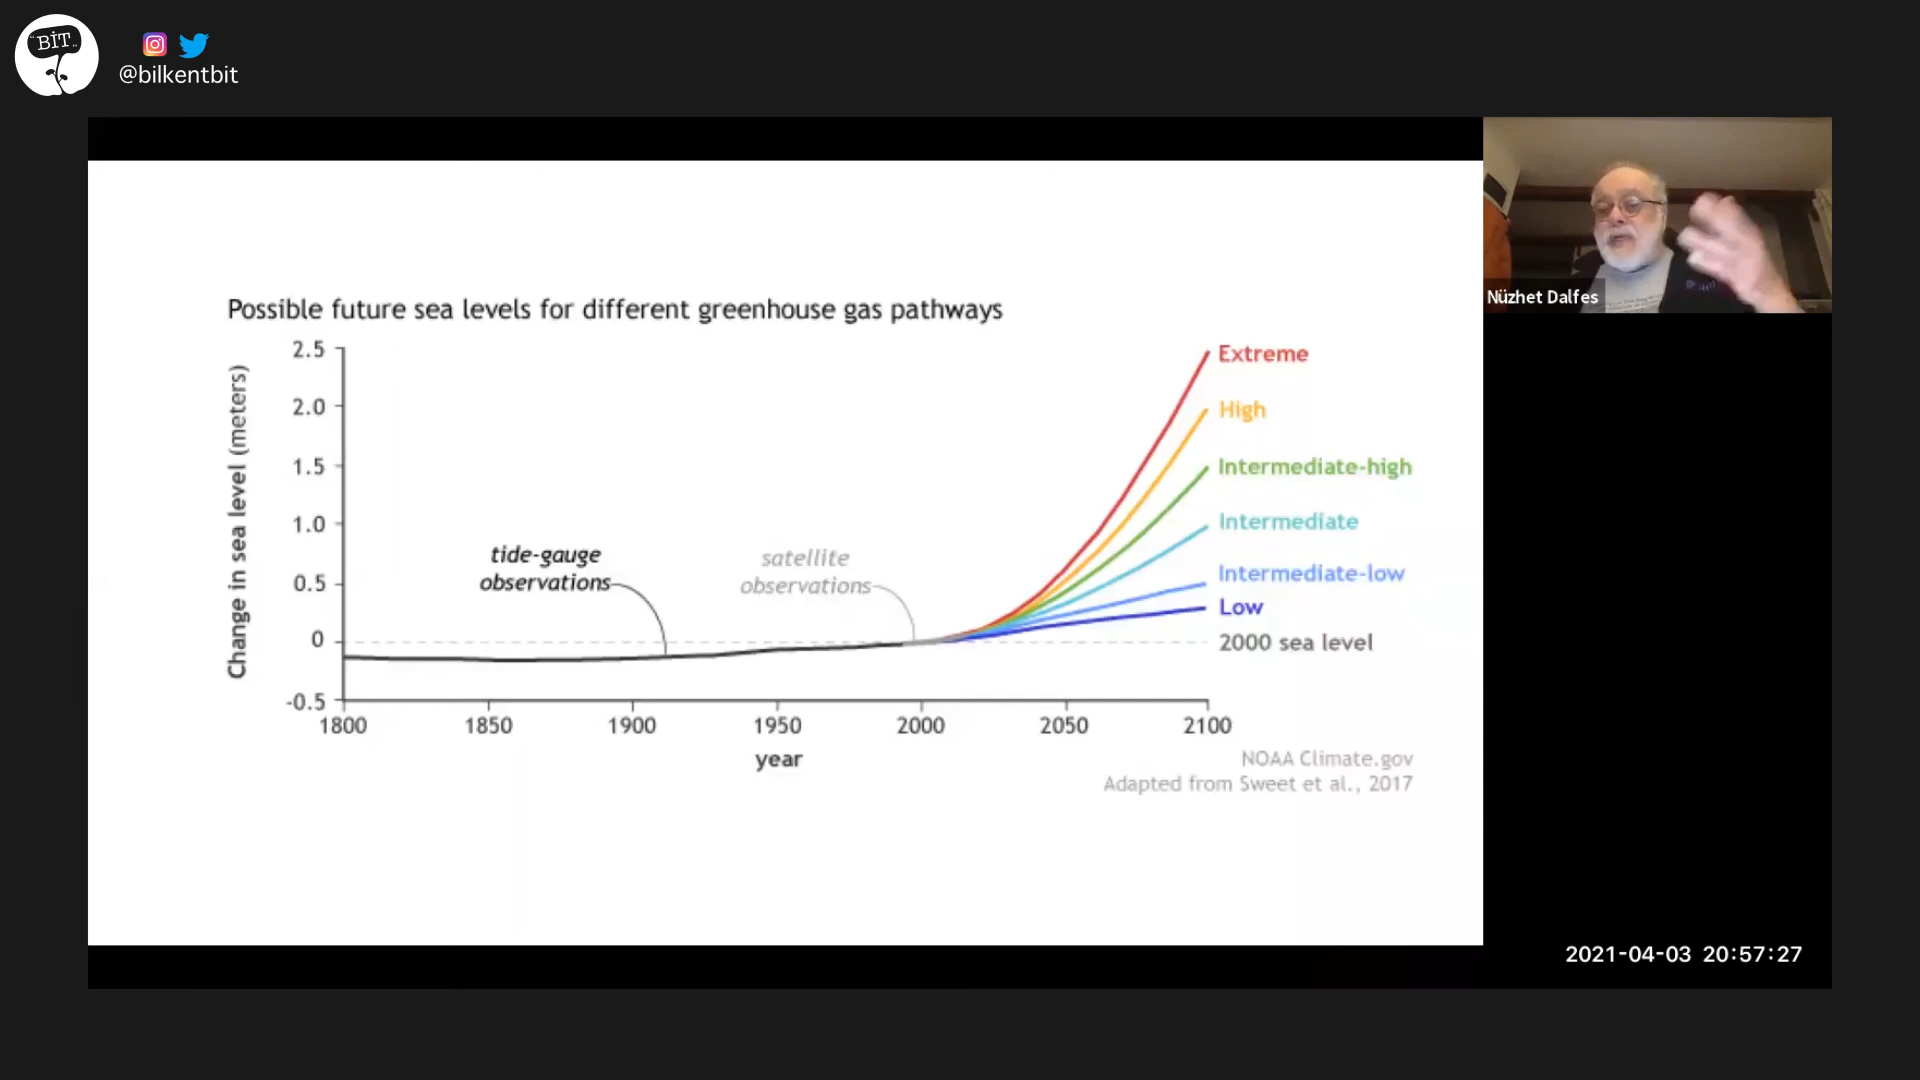 BİT
@bilkentbit
Possible future sea levels for different greenhouse gas pathways
Change in sea level (meters)
2.5
2.0
1.5
1.0
0.5
0
-0.5
1800
1850
1900
1950
2000
2050
2100
year
tide-gauge
observations
satellite
observations
Extreme
High
Intermediate-high
Intermediate
Intermediate-low
Low
2000 sea level
NOAA Climate.gov
Adapted from Sweet et al., 2017
Nüzhet Dalfes
2021-04-03 20:57:27